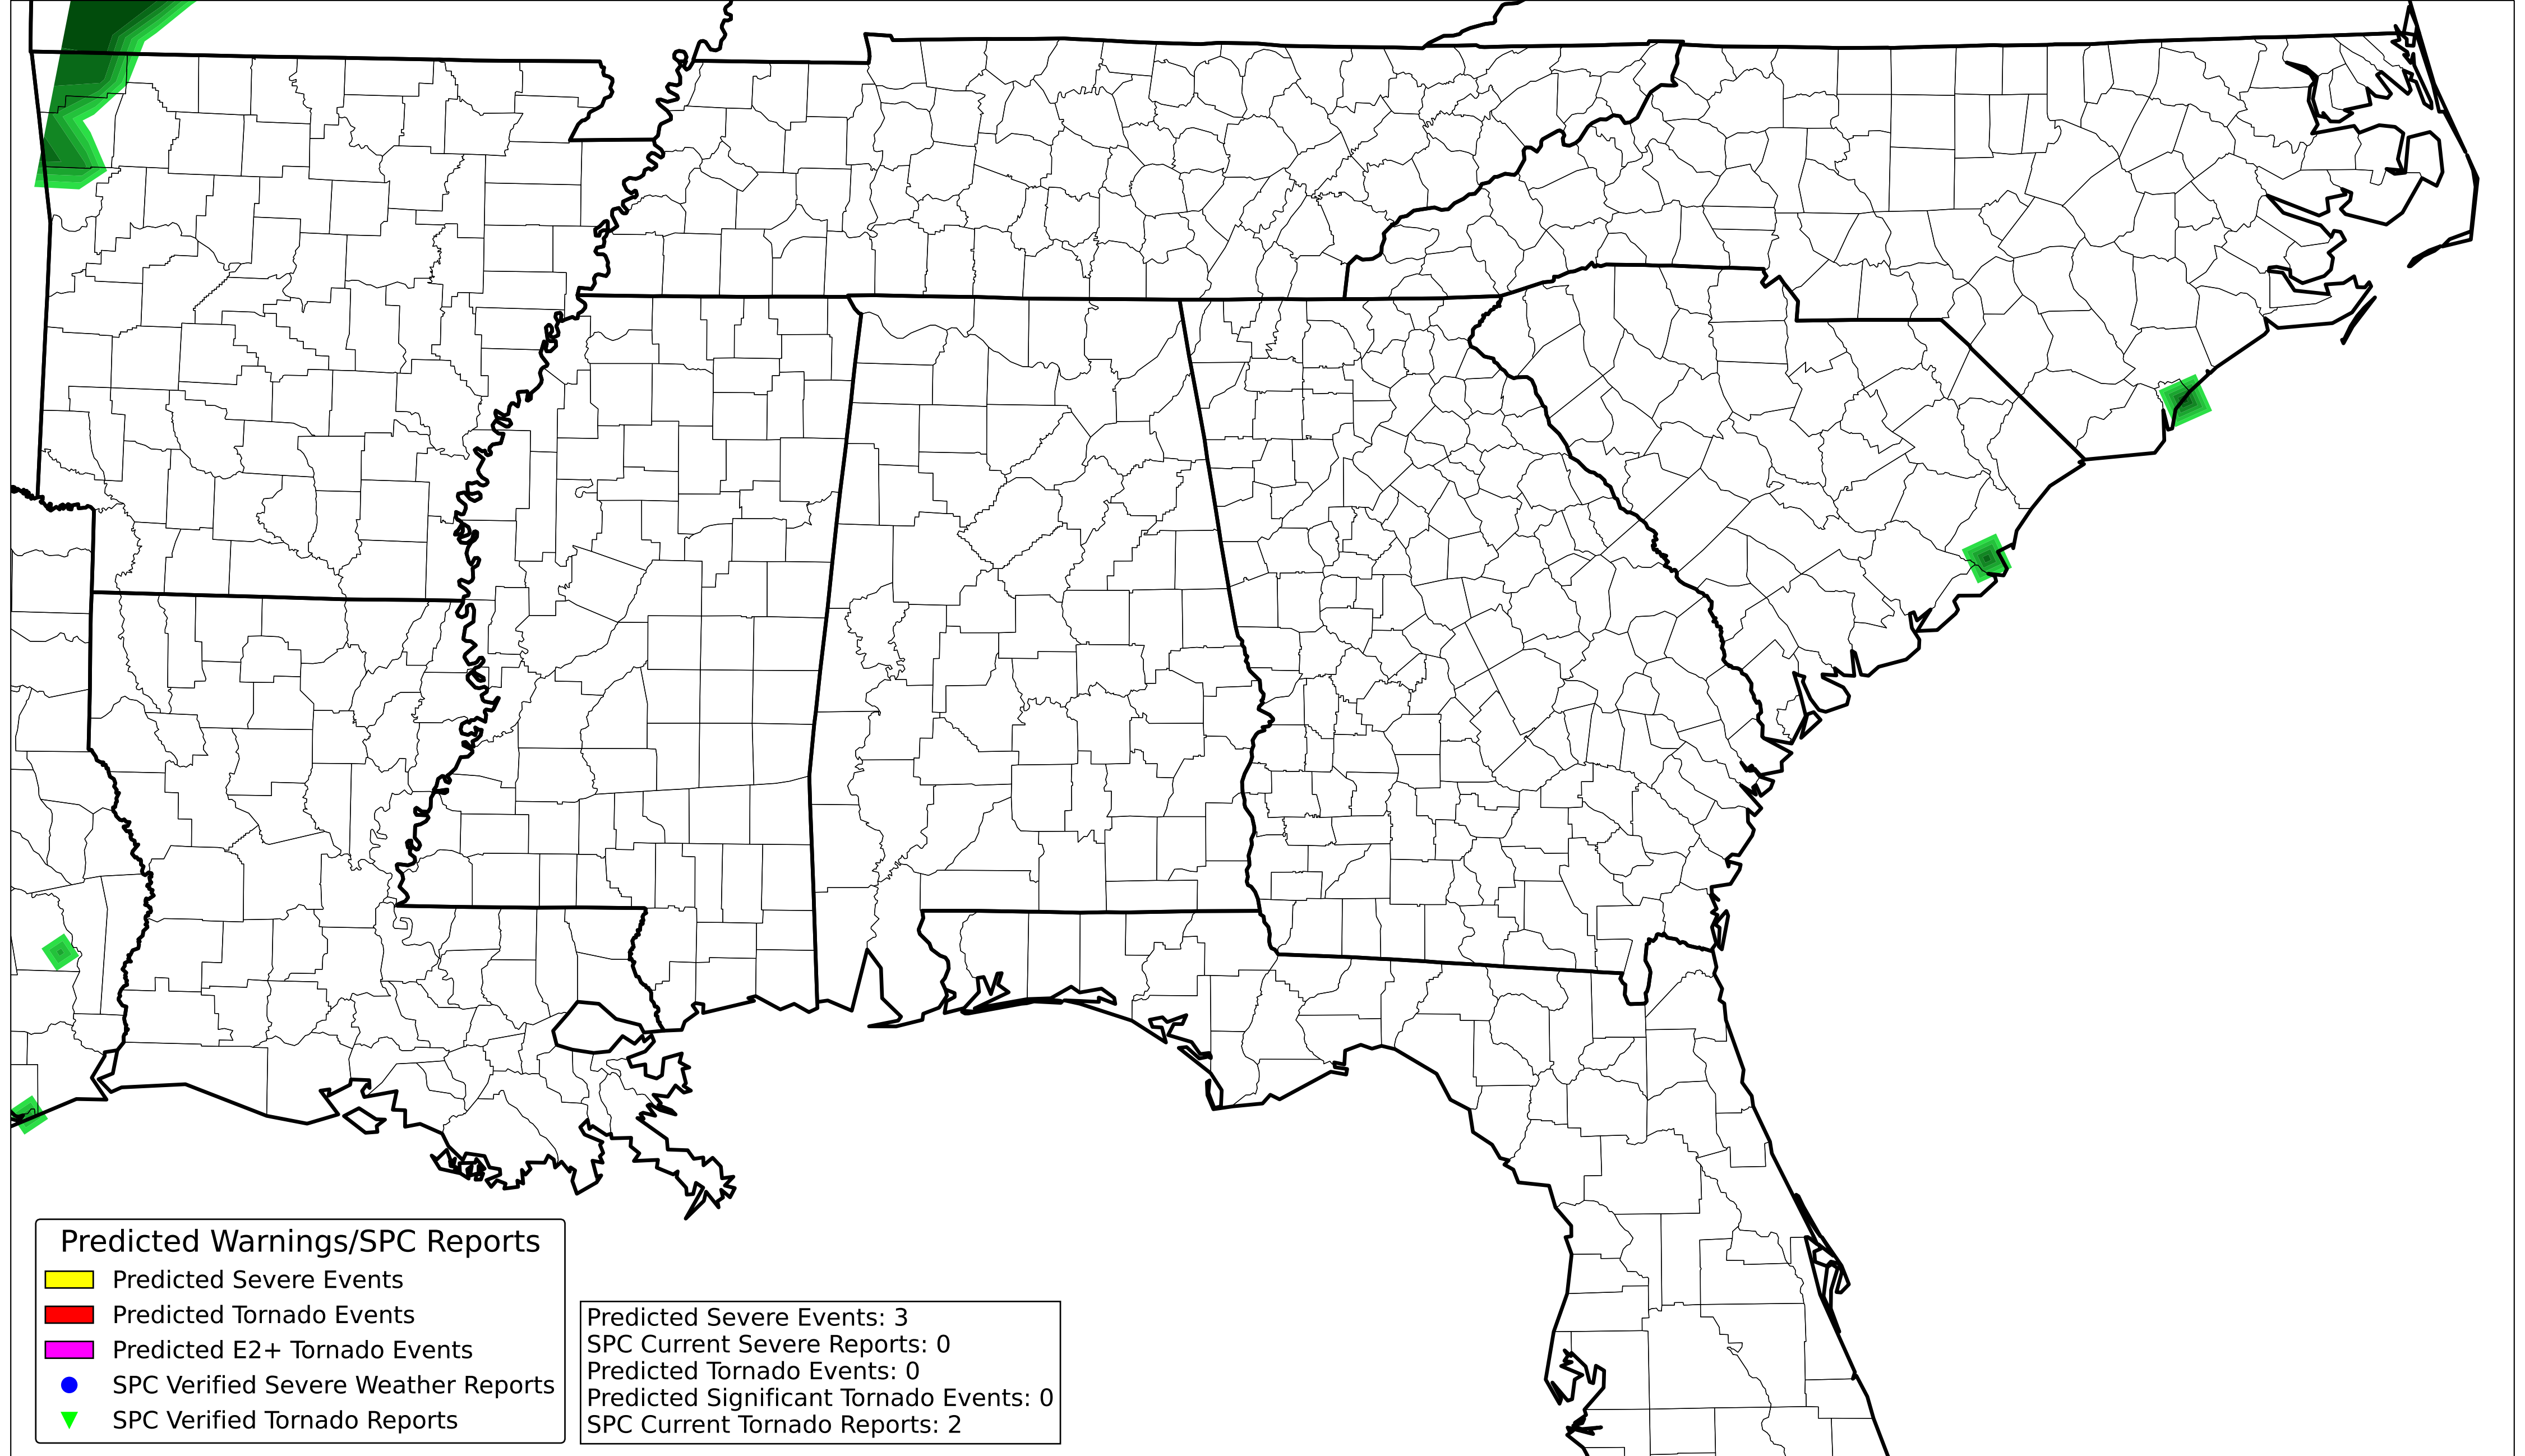 Predicted Warnings/SPC Reports
Predicted Severe Events
Predicted Tornado Events
Predicted E2+ Tornado Events
SPC Verified Severe Weather Reports
SPC Verified Tornado Reports
Predicted Severe Events: 3
SPC Current Severe Reports: 0
Predicted Tornado Events: 0
Predicted Significant Tornado Events: 0
SPC Current Tornado Reports: 2